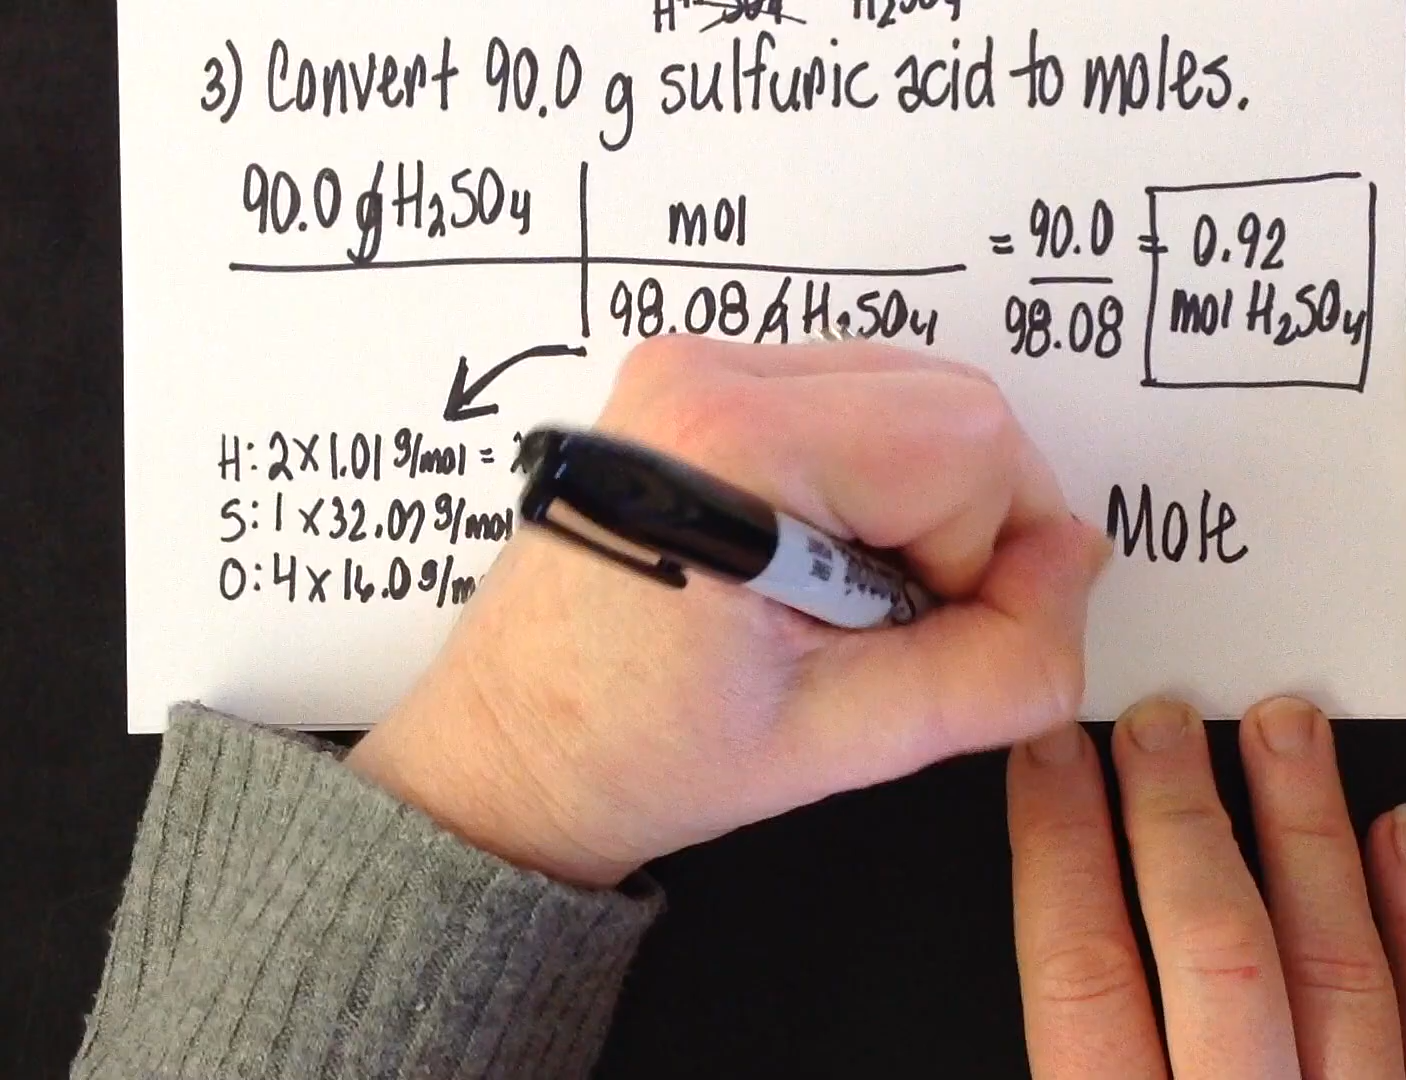 3) Convert 90.0 g sulfuric acid to moles.
90.0 g H₂SO₄ mol = 90.0 = 0.92
98.08 g H₂SO₄ 98.08 mol H₂SO₄
H: 2 x 1.01 g/mol =
S: 1 x 32.07 g/mol
O: 4 x 16.0 g/m
Mole